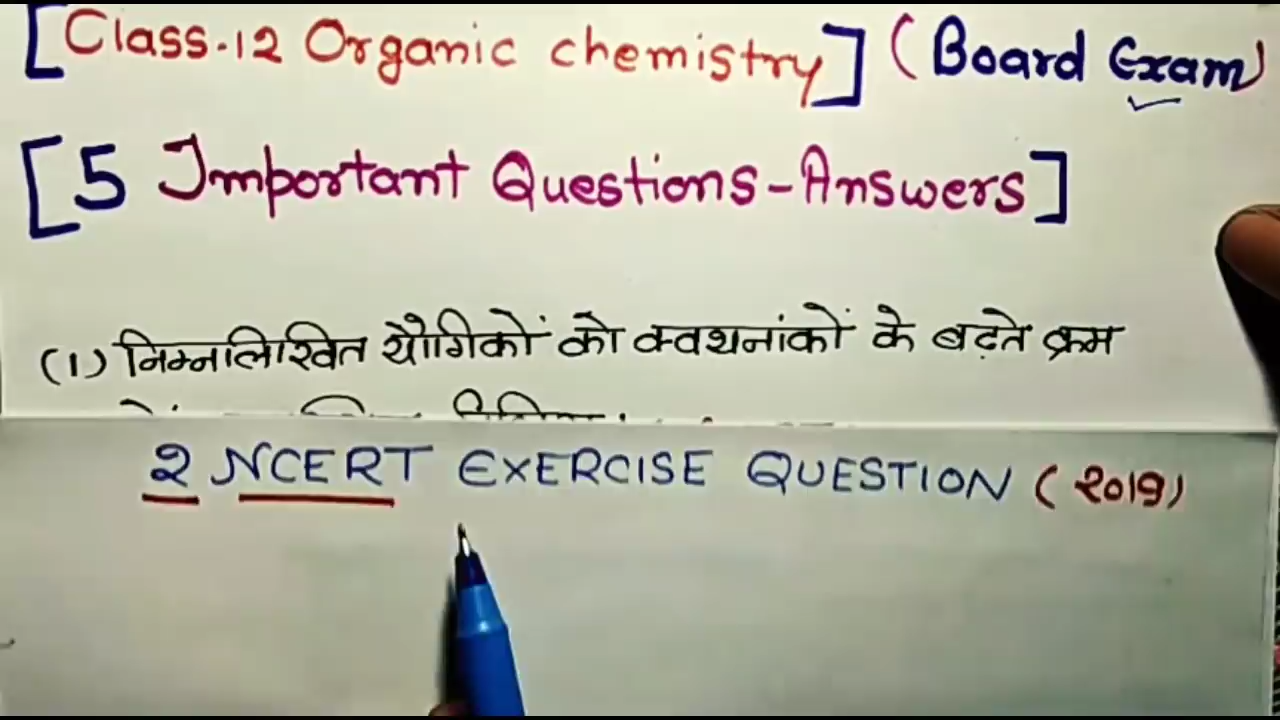 [Class-12 Organic chemistry] (Board Exam)
[5 Important Questions-Answers]
(1) निम्नलिखित यौगिकों को क्वथनांकों के बढ़ते क्रम
2 NCERT EXERCISE QUESTION (2019)